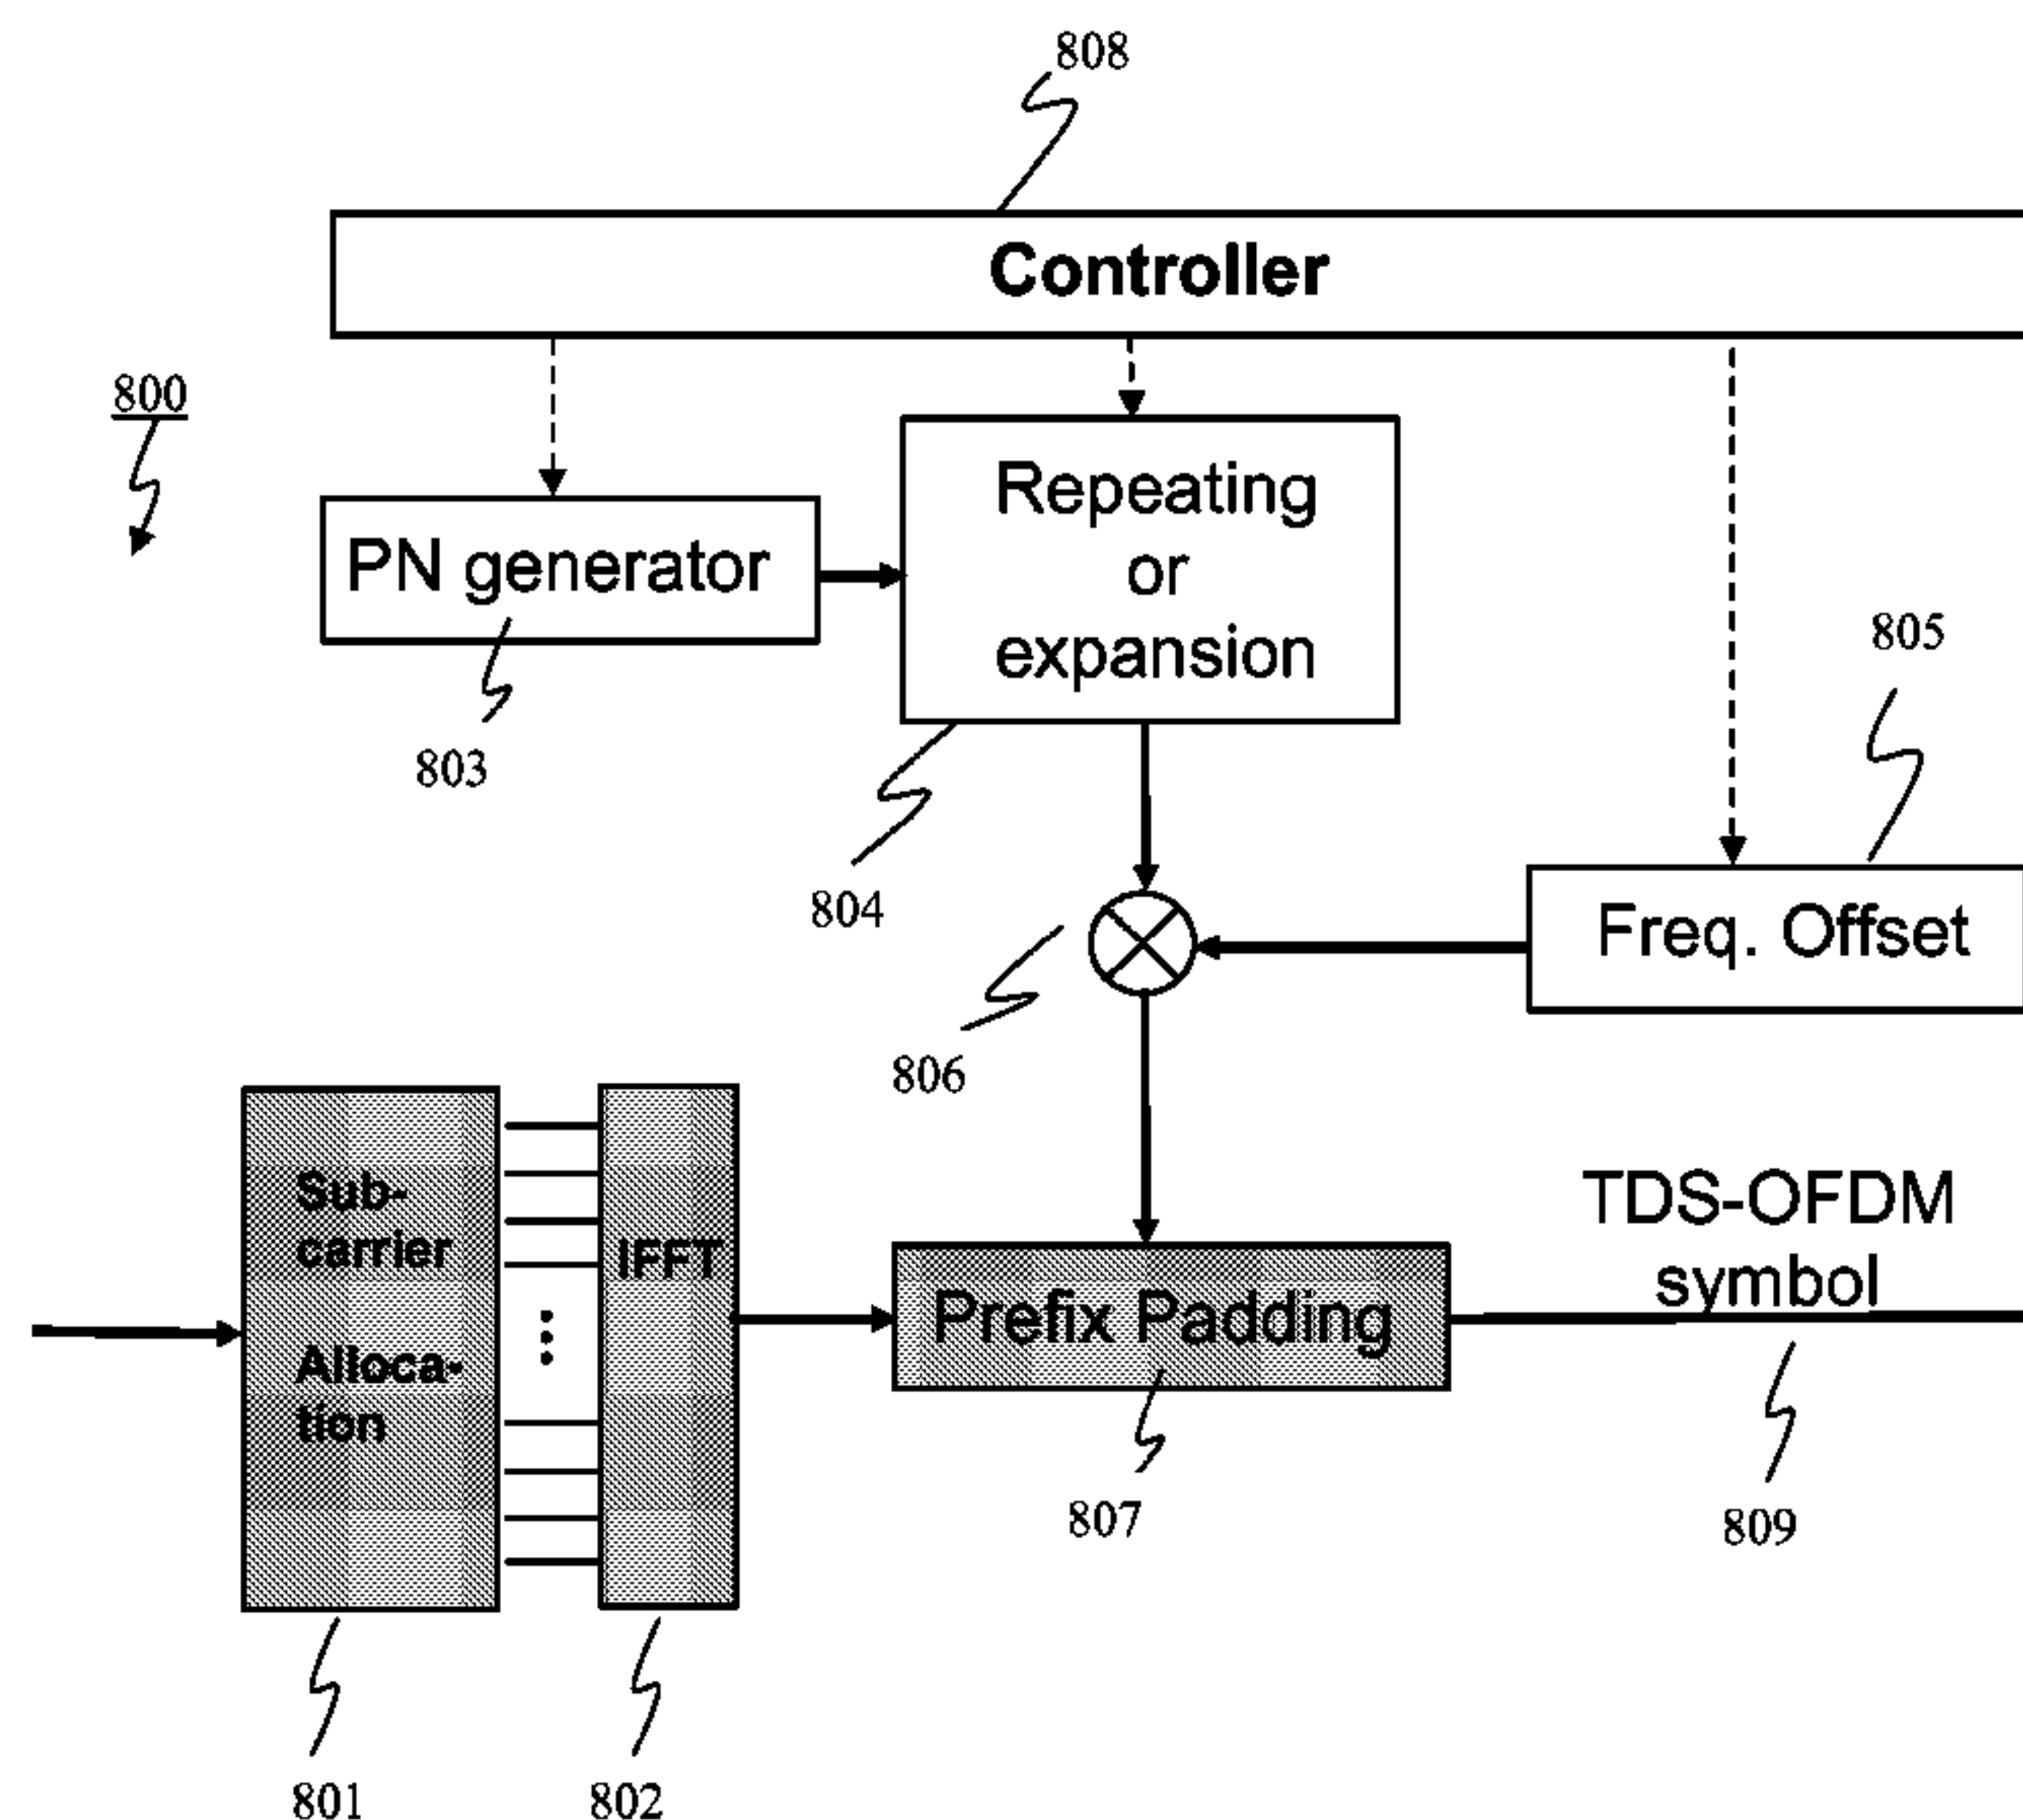 808
Controller
800
Repeating
or
expansion
PN generator
805
803
804
Freq. Offset
806
Sub-
carrier
Alloca-
tion
IFFT
TDS-OFDM
symbol
Prefix Padding
807
809
801
802